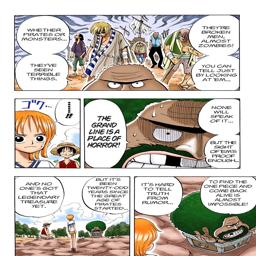 WHETHER
PIRATES OR
MONSTERS...
THEY'VE
SEEN
TERRIBLE
THINGS.
THEY'RE
BROKEN
MEN,
ALMOST
ZOMBIES!
YOU CAN
TELL JUST
BY LOOKING
AT 'EM...
ゴク...
......!!
THE
GRAND
LINE IS A
PLACE OF
HORROR!
NONE
WILL
SPEAK OF
IT...
BUT THE
SIGHT
OF 'EM'S
PROOF
ENOUGH...
AND NO
ONE'S GOT
THAT
LEGENDARY
TREASURE
YET.
BUT IT'S
BEEN
TWENTY-ODD
YEARS SINCE
THE GREAT
AGE OF
PIRATES
STARTED!
IT'S HARD
TO TELL
TRUTH
FROM
RUMOR...
TO FIND THE
ONE PIECE AND
COME BACK
ALIVE IS
ALMOST
IMPOSSIBLE!